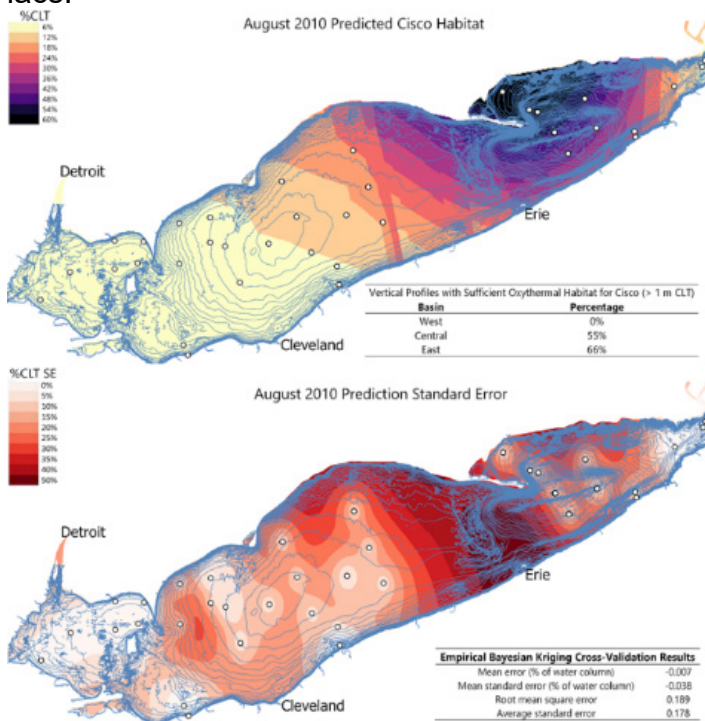 %CLT
August 2010 Predicted Cisco Habitat
6%
12%
18%
24%
30%
36%
42%
48%
54%
60%
Detroit
Erie
Cleveland
Vertical Profiles with Sufficient Oxythermal Habitat for Cisco (> 1 m CLT)
Basin Percentage
West 0%
Central 55%
East 66%
%CLT SE
August 2010 Prediction Standard Error
0%
5%
10%
15%
20%
25%
30%
35%
40%
50%
Detroit
Erie
Cleveland
Empirical Bayesian Kriging Cross-Validation Results
Mean error (% of water column) -0.007
Mean standard error (% of water column) -0.038
Root mean square error 0.189
Average standard error 0.178